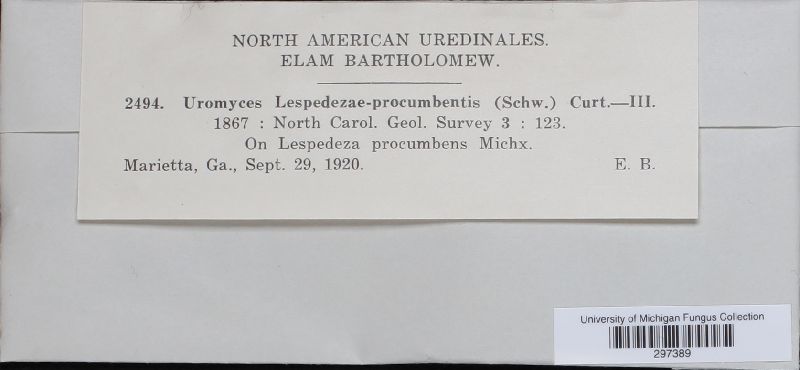 NORTH AMERICAN UREDINALES.
ELAM BARTHOLOMEW.
2494. Uromyces Lespedezae-procumbentis (Schw.) Curt.—III.
1867 : North Carol. Geol. Survey 3 : 123.
On Lespedeza procumbens Michx.
Marietta, Ga., Sept. 29, 1920. E. B.
University of Michigan Fungus Collection
297389